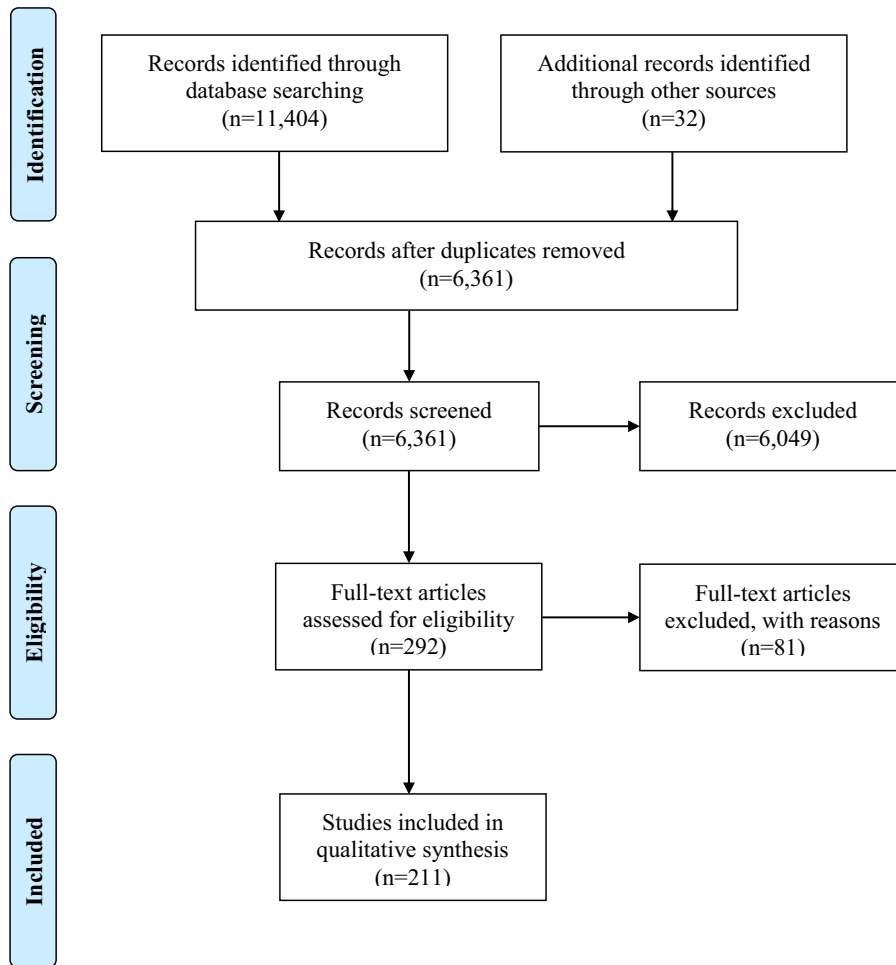 Identification
Records identified through
database searching
(n=11,404)
Additional records identified
through other sources
(n=32)
Records after duplicates removed
(n=6,361)
Screening
Records screened
(n=6,361)
Records excluded
(n=6,049)
Eligibility
Full-text articles
assessed for eligibility
(n=292)
Full-text articles
excluded, with reasons
(n=81)
Included
Studies included in
qualitative synthesis
(n=211)